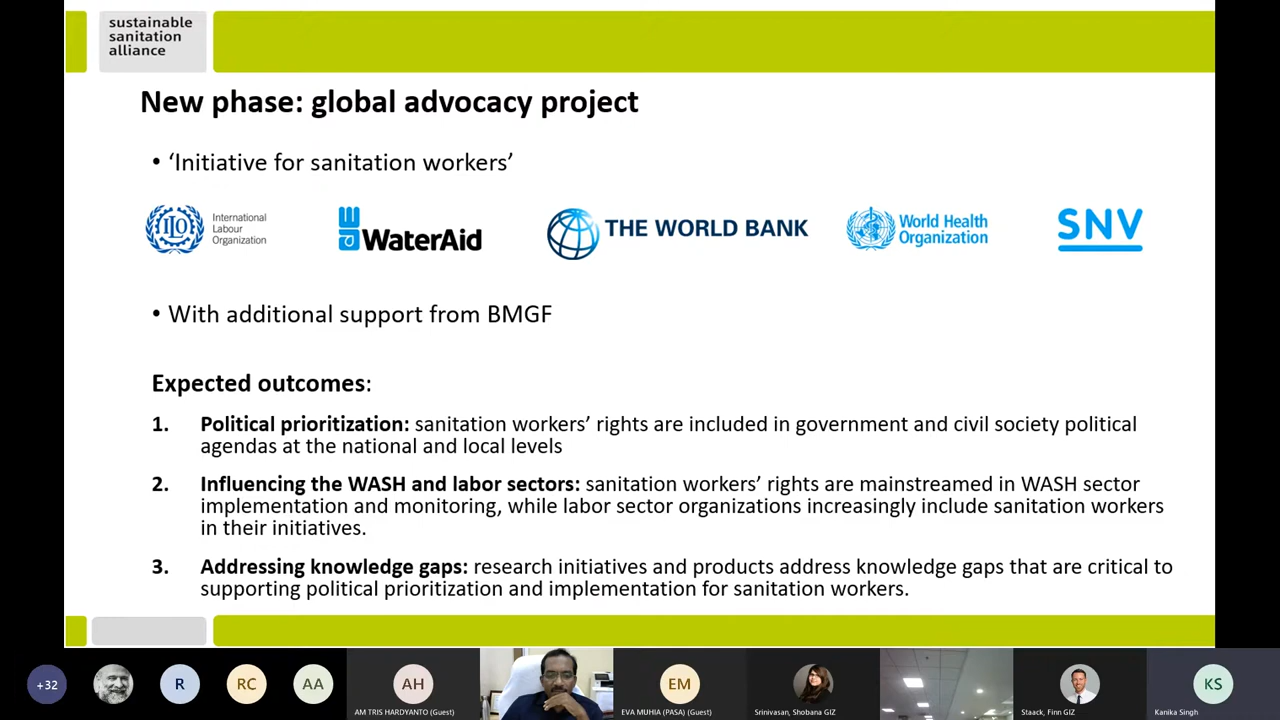 sustainable
sanitation
alliance
New phase: global advocacy project
• ‘Initiative for sanitation workers’
International
Labour
Organization
WaterAid
THE WORLD BANK
World Health
Organization
SNV
• With additional support from BMGF
Expected outcomes:
1. Political prioritization: sanitation workers’ rights are included in government and civil society political
agendas at the national and local levels
2. Influencing the WASH and labor sectors: sanitation workers’ rights are mainstreamed in WASH sector
implementation and monitoring, while labor sector organizations increasingly include sanitation workers
in their initiatives.
3. Addressing knowledge gaps: research initiatives and products address knowledge gaps that are critical to
supporting political prioritization and implementation for sanitation workers.
+32
R
RC
AA
AH
EM
KS
AM TRIS HARDYANTO (Guest)
EVA MUHIA (PASA) (Guest)
Srinivasan, Shobana GIZ
Staack, Finn GIZ
Kanika Singh